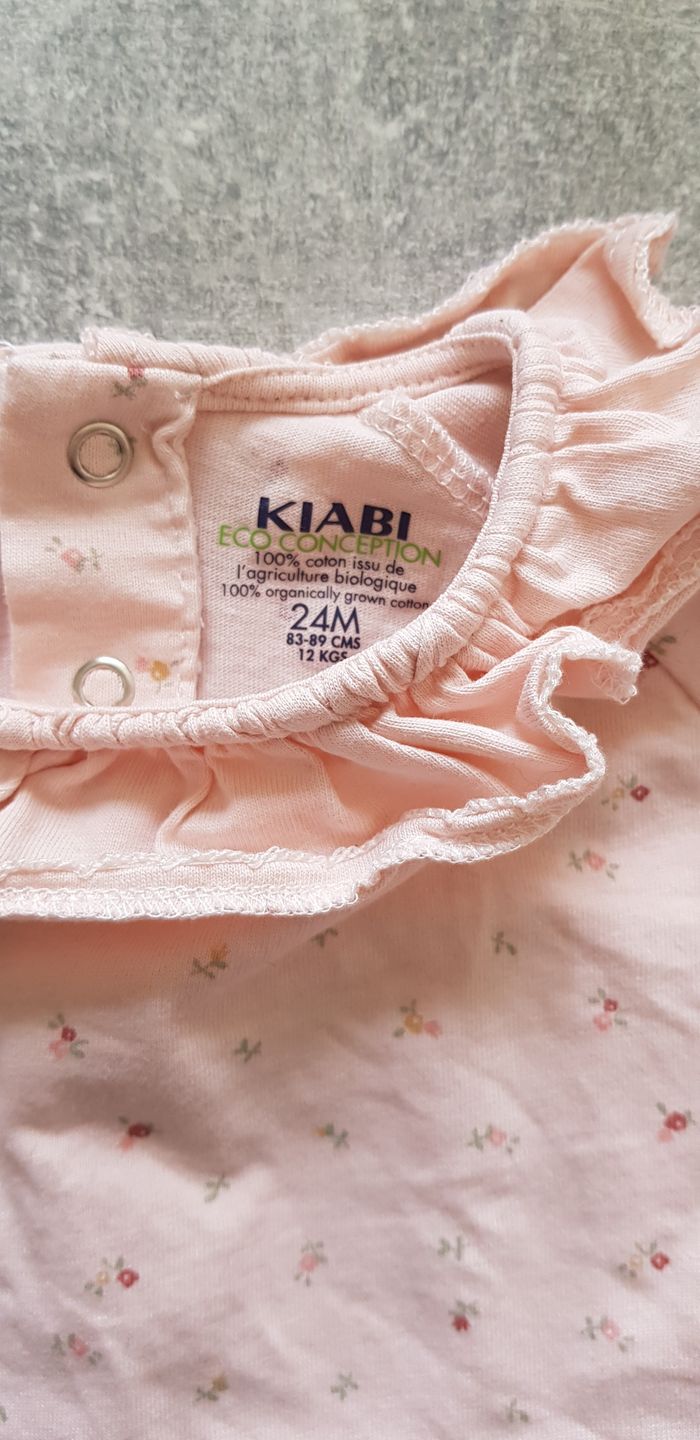 KIABI
ECO CONCEPTION
100% coton issu de
l'agriculture biologique
100% organically grown cotton
24M
83-89 CMS
12 KGS